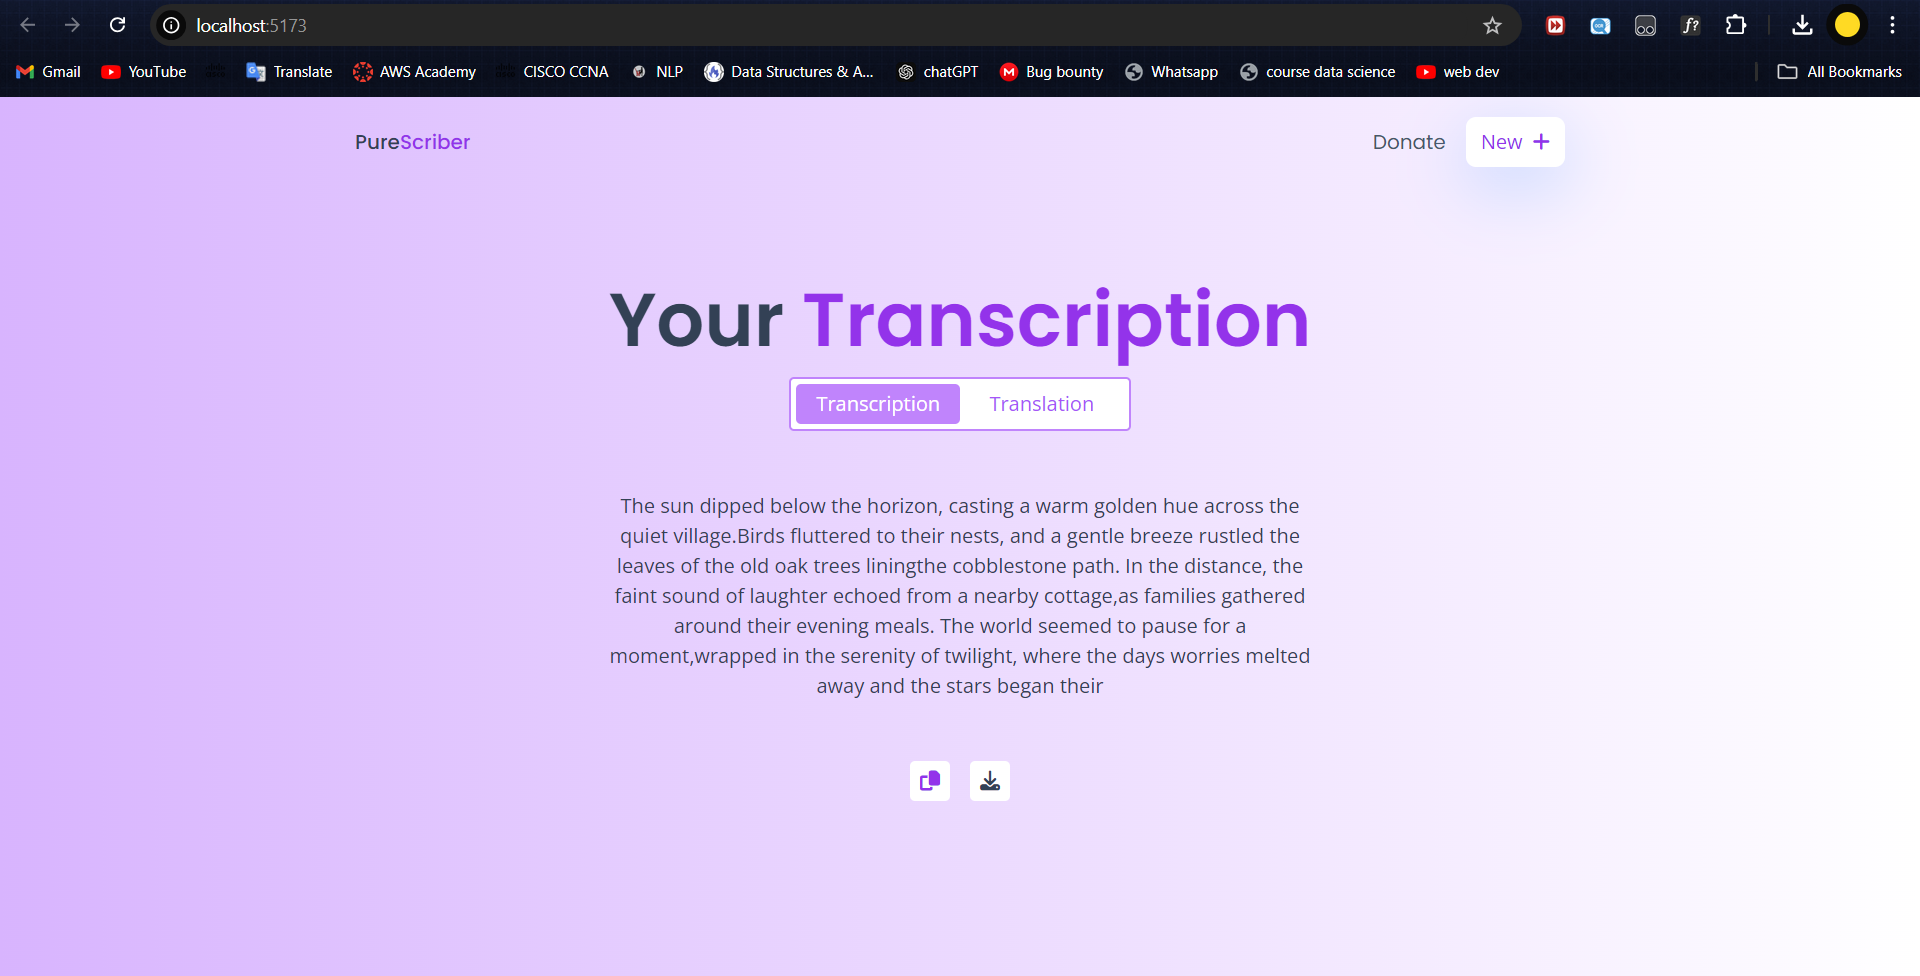 localhost:5173
Gmail YouTube Translate AWS Academy CISCO CCNA NLP Data Structures & A... chatGPT Bug bounty Whatsapp course data science web dev All Bookmarks
PureScriber Donate New +
Your Transcription
Transcription Translation
The sun dipped below the horizon, casting a warm golden hue across the
quiet village.Birds fluttered to their nests, and a gentle breeze rustled the
leaves of the old oak trees liningthe cobblestone path. In the distance, the
faint sound of laughter echoed from a nearby cottage,as families gathered
around their evening meals. The world seemed to pause for a
moment,wrapped in the serenity of twilight, where the days worries melted
away and the stars began their